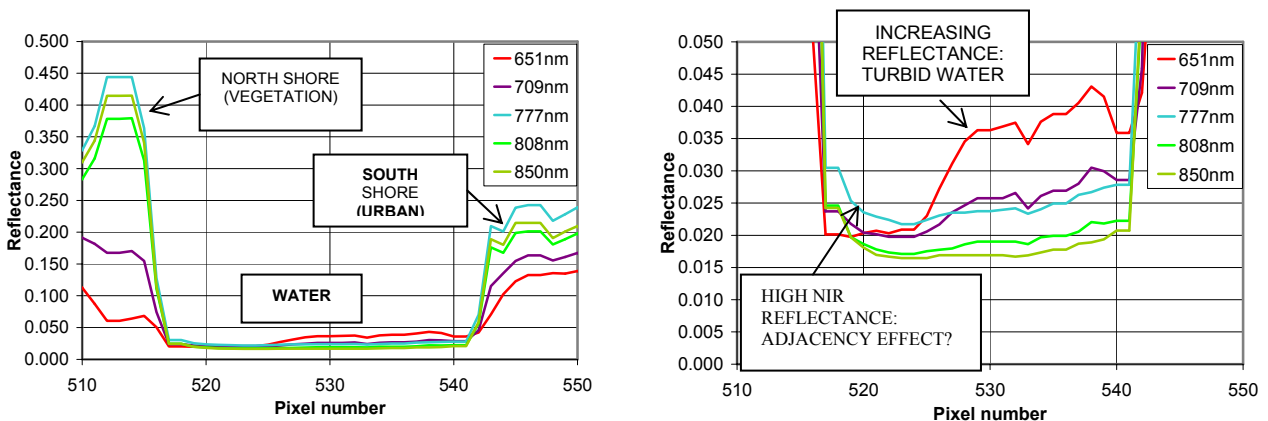 0.500
0.450
0.400
0.350
0.300
0.250
0.200
0.150
0.100
0.050
0.000
Reflectance
510
520
530
540
550
Pixel number
NORTH SHORE
(VEGETATION)
SOUTH
SHORE
(URBAN)
WATER
651nm
709nm
777nm
808nm
850nm
0.050
0.045
0.040
0.035
0.030
0.025
0.020
0.015
0.010
0.005
0.000
Reflectance
510
520
530
540
550
Pixel number
INCREASING
REFLECTANCE:
TURBID WATER
HIGH NIR
REFLECTANCE:
ADJACENCY EFFECT?
651nm
709nm
777nm
808nm
850nm